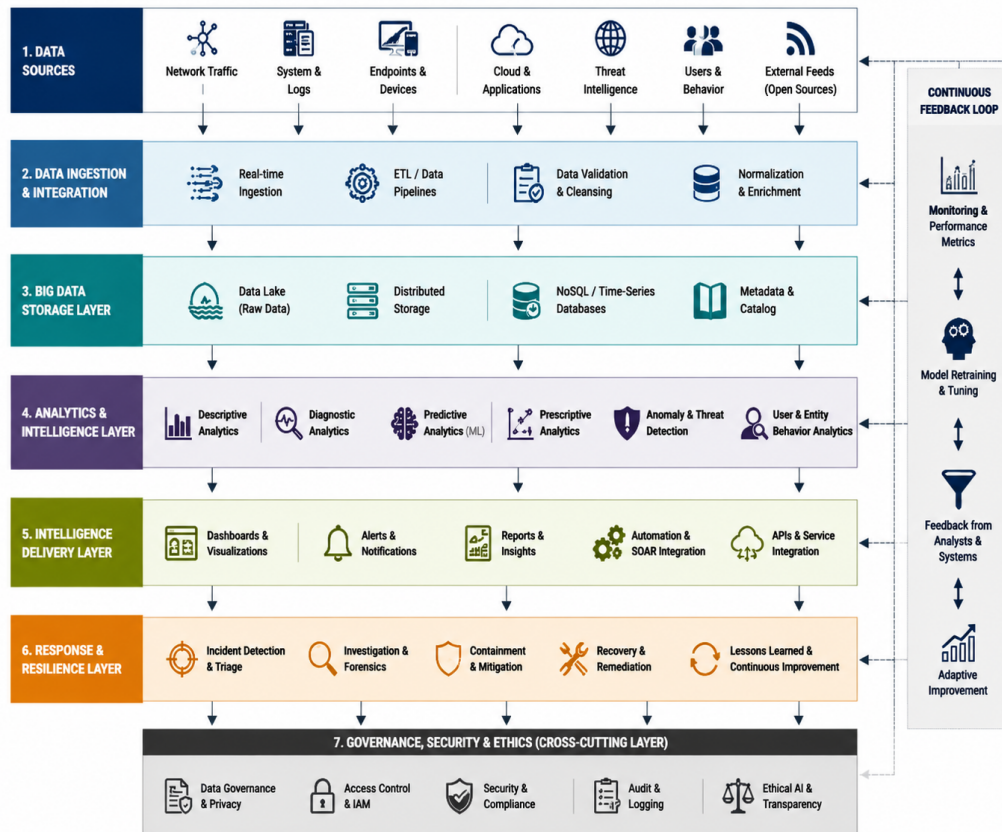 1. DATA
SOURCES
Network Traffic
System &
Logs
Endpoints &
Devices
Cloud &
Applications
Threat
Intelligence
Users &
Behavior
External Feeds
(Open Sources)
2. DATA INGESTION
& INTEGRATION
Real-time
Ingestion
ETL / Data
Pipelines
Data Validation
& Cleansing
Normalization
& Enrichment
3. BIG DATA
STORAGE LAYER
Data Lake
(Raw Data)
Distributed
Storage
NoSQL / Time-Series
Databases
Metadata &
Catalog
4. ANALYTICS &
INTELLIGENCE LAYER
Descriptive
Analytics
Diagnostic
Analytics
Predictive
Analytics (ML)
Prescriptive
Analytics
Anomaly & Threat
Detection
User & Entity
Behavior Analytics
5. INTELLIGENCE
DELIVERY LAYER
Dashboards &
Visualizations
Alerts &
Notifications
Reports &
Insights
Automation &
SOAR Integration
APIs & Service
Integration
6. RESPONSE &
RESILIENCE LAYER
Incident Detection
& Triage
Investigation &
Forensics
Containment
& Mitigation
Recovery &
Remediation
Lessons Learned &
Continuous Improvement
7. GOVERNANCE, SECURITY & ETHICS (CROSS-CUTTING LAYER)
Data Governance
& Privacy
Access Control
& IAM
Security &
Compliance
Audit &
Logging
Ethical AI &
Transparency
CONTINUOUS
FEEDBACK LOOP
Monitoring &
Performance
Metrics
Model Retraining
& Tuning
Feedback from
Analysts &
Systems
Adaptive
Improvement